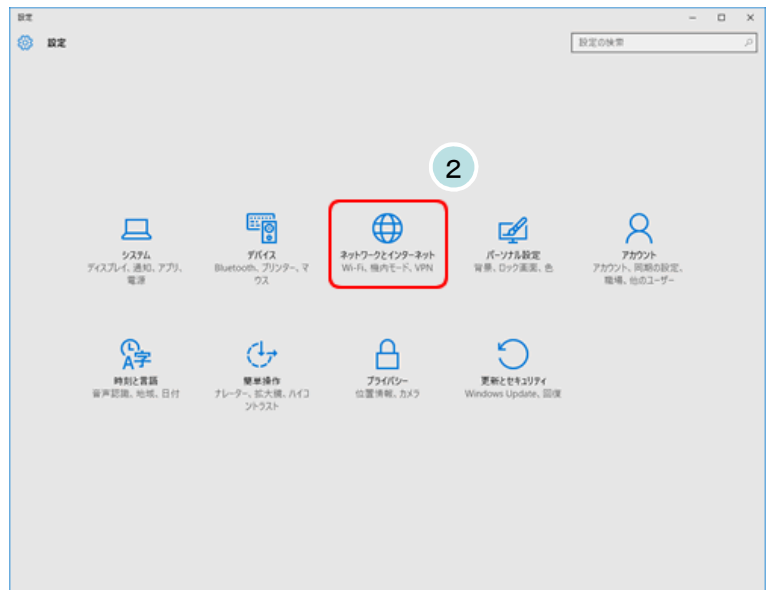 設定
設定
設定の検索
2
システム
ディスプレイ、通知、アプリ、
電源
デバイス
Bluetooth、プリンター、マ
ウス
ネットワークとインターネット
Wi-Fi、機内モード、VPN
パーソナル設定
背景、ロック画面、色
アカウント
アカウント、同期の設定、
職場、他のユーザー
A字
時刻と言語
音声認識、地域、日付
簡単操作
ナレーター、拡大鏡、ハイコ
ントラスト
プライバシー
位置情報、カメラ
更新とセキュリティ
Windows Update、回復